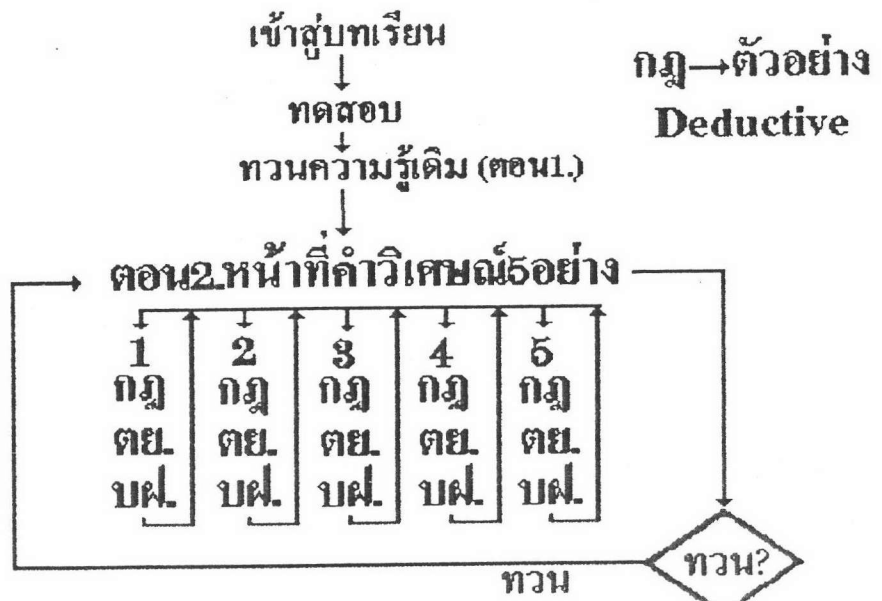 เข้าสู่บทเรียน
กฎ→ตัวอย่าง
Deductive
ทดสอบ
ทวนความรู้เดิม (ตอน1.)
ตอน2.หน้าที่คำวิเศษณ์5อย่าง
1 2 3 4 5
กฎ กฎ กฎ กฎ กฎ
ตย. ตย. ตย. ตย. ตย.
บฝ. บฝ. บฝ. บฝ. บฝ.
ทวน?
ทวน